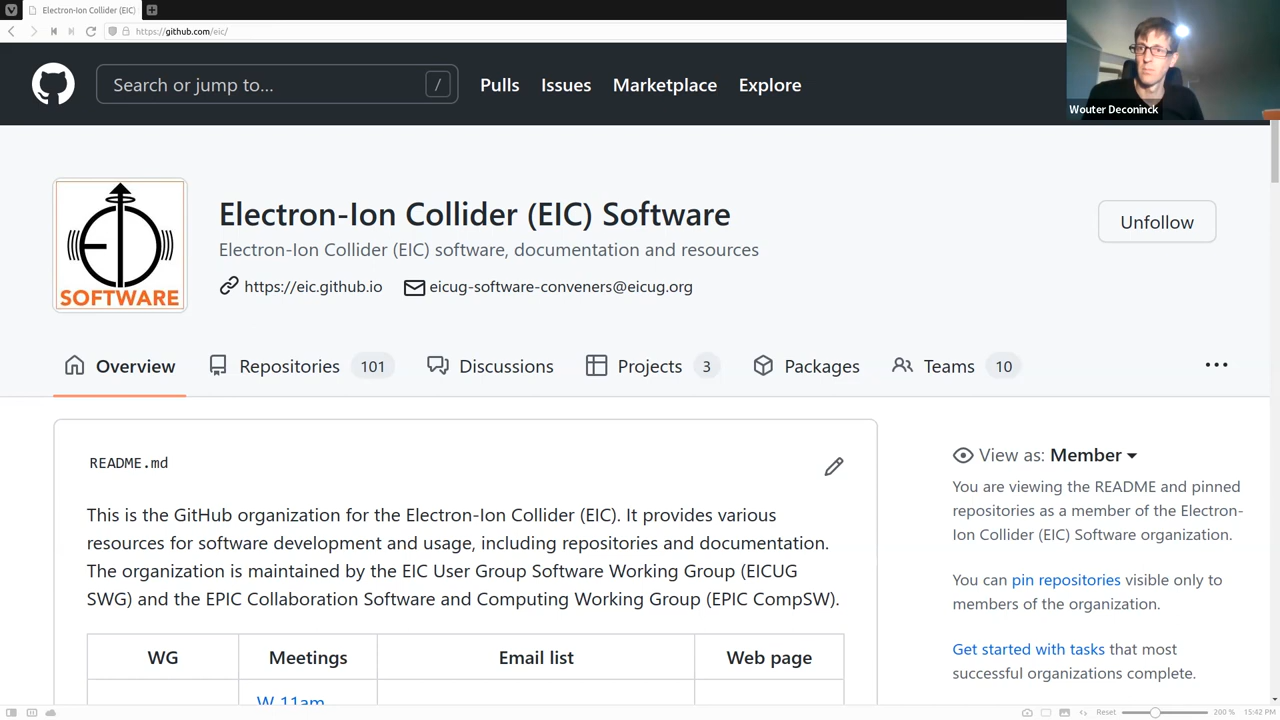 Electron-Ion Collider (EIC)
https://github.com/eic/
Search or jump to...
/
Pulls
Issues
Marketplace
Explore
Wouter Deconinck
SOFTWARE
Electron-Ion Collider (EIC) Software
Electron-Ion Collider (EIC) software, documentation and resources
https://eic.github.io
eicug-software-conveners@eicug.org
Unfollow
Overview
Repositories 101
Discussions
Projects 3
Packages
Teams 10
README.md
This is the GitHub organization for the Electron-Ion Collider (EIC). It provides various
resources for software development and usage, including repositories and documentation.
The organization is maintained by the EIC User Group Software Working Group (EICUG
SWG) and the EPIC Collaboration Software and Computing Working Group (EPIC CompSW).
WG
Meetings
Email list
Web page
W 11am
View as: Member
You are viewing the README and pinned
repositories as a member of the Electron-
Ion Collider (EIC) Software organization.
You can pin repositories visible only to
members of the organization.
Get started with tasks that most
successful organizations complete.
Reset
200 %
15:42 PM